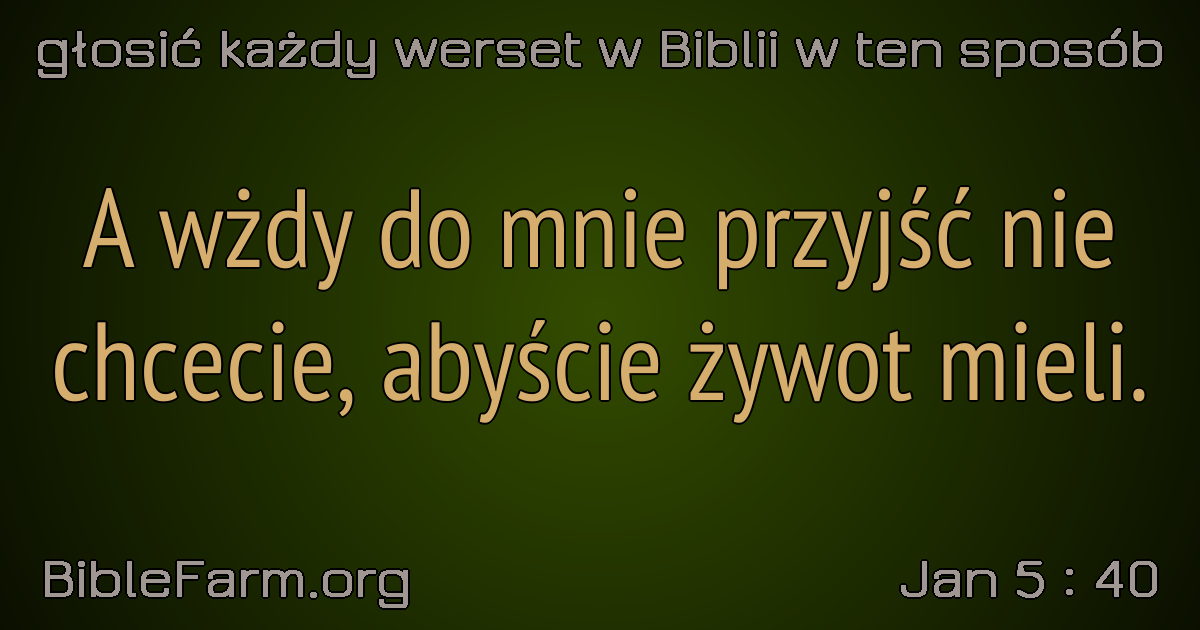 głosić każdy werset w Biblii w ten sposób
A wżdy do mnie przyjść nie
chcecie, abyście żywot mieli.
BibleFarm.org
Jan 5 : 40